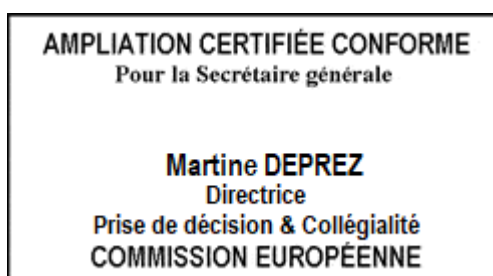 AMPLIATION CERTIFIÉE CONFORME
Pour la Secrétaire générale
Martine DEPREZ
Directrice
Prise de décision & Collégialité
COMMISSION EUROPÉENNE